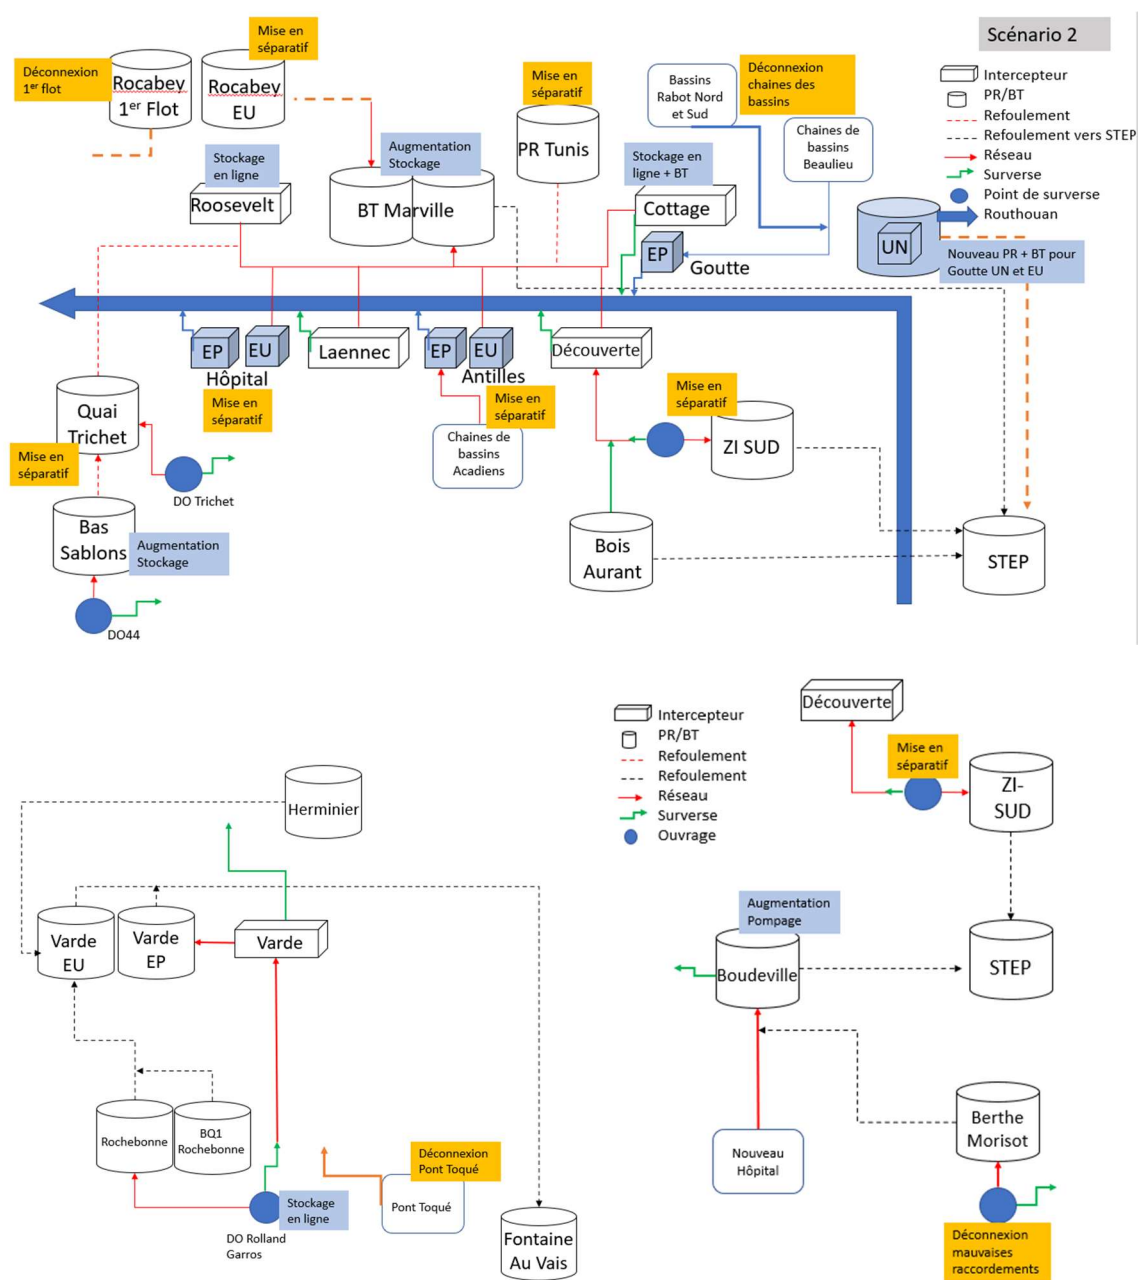 Scénario 2
Intercepteur
PR/BT
Refoulement
Refoulement vers STEP
Réseau
Surverse
Point de surverse
Routhouan
Déconnexion
1er flot
Rocabey
1er Flot
Mise en
séparatif
Rocabey
EU
Stockage
en ligne
Roosevelt
Augmentation
Stockage
BT Marville
Mise en
séparatif
PR Tunis
Stockage en
ligne + BT
Cottage
Bassins
Rabot Nord
et Sud
Déconnexion
chaines des
bassins
Chaines de
bassins
Beaulieu
EP
Goutte
UN
Nouveau PR + BT pour
Goutte UN et EU
EP
EU
Hôpital
Mise en
séparatif
Laennec
EP
EU
Antilles
Mise en
séparatif
Chaines de
bassins
Acadiens
Découverte
Mise en
séparatif
ZI SUD
Quai
Trichet
Mise en
séparatif
DO Trichet
Bas
Sablons
Augmentation
Stockage
DO44
Bois
Aurant
STEP
Intercepteur
PR/BT
Refoulement
Refoulement
Réseau
Surverse
Ouvrage
Découverte
Mise en
séparatif
ZI-
SUD
Herminier
Varde
EU
Varde
EP
Varde
Augmentation
Pompage
Boudeville
STEP
Rochebonne
BQ1
Rochebonne
Stockage
en ligne
DO Rolland
Garros
Déconnexion
Pont Toqué
Pont Toqué
Fontaine
Au Vais
Nouveau
Hôpital
Berthe
Morisot
Déconnexion
mauvaises
raccordements